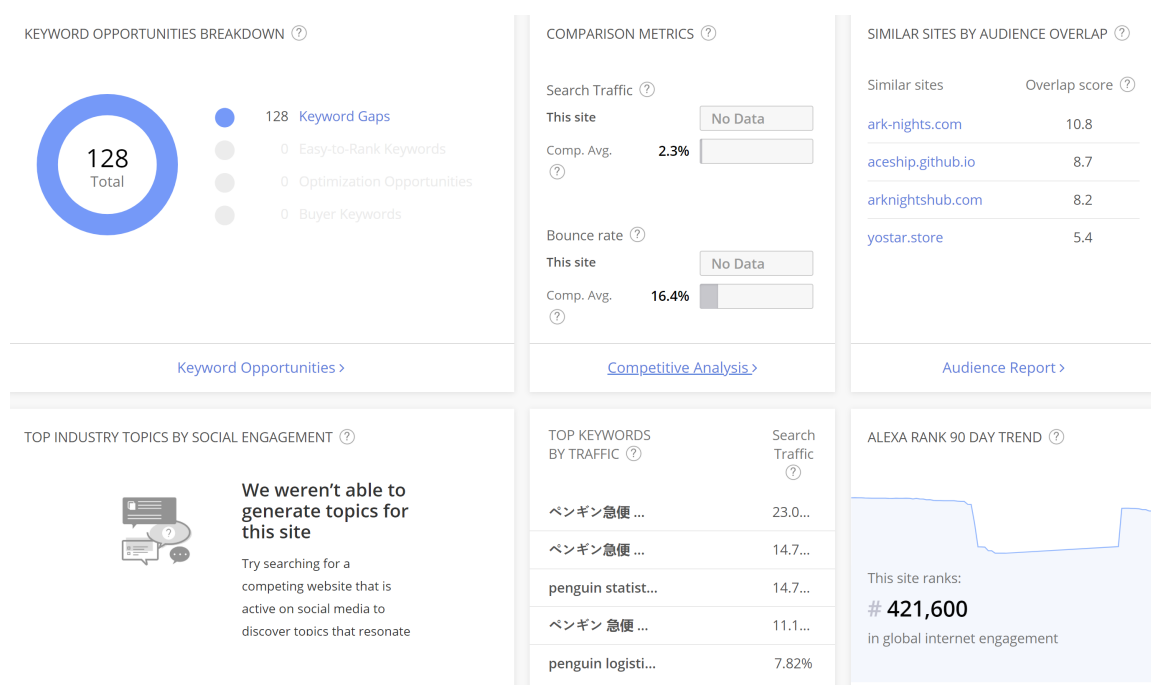 KEYWORD OPPORTUNITIES BREAKDOWN ?
128
Total
128 Keyword Gaps
0 Easy-to-Rank Keywords
0 Optimization Opportunities
0 Buyer Keywords
Keyword Opportunities >
COMPARISON METRICS ?
Search Traffic ?
This site No Data
Comp. Avg. 2.3%
?
Bounce rate ?
This site No Data
Comp. Avg. 16.4%
?
Competitive Analysis >
SIMILAR SITES BY AUDIENCE OVERLAP ?
Similar sites Overlap score ?
ark-nights.com 10.8
aceship.github.io 8.7
arknightshub.com 8.2
yostar.store 5.4
Audience Report >
TOP INDUSTRY TOPICS BY SOCIAL ENGAGEMENT ?
?
We weren't able to
generate topics for
this site
Try searching for a
competing website that is
active on social media to
discover topics that resonate
TOP KEYWORDS
BY TRAFFIC ?
Search
Traffic
?
ペンギン急便 ... 23.0...
ペンギン急便 ... 14.7...
penguin statist... 14.7...
ペンギン 急便 ... 11.1...
penguin logisti... 7.82%
ALEXA RANK 90 DAY TREND ?
This site ranks:
# 421,600
in global internet engagement